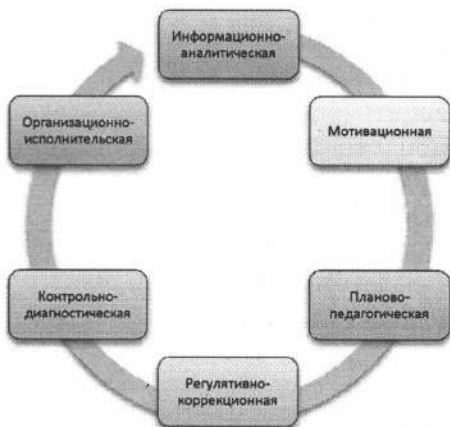 Информационно-
аналитическая
Мотивационная
Планово-
педагогическая
Регулятивно-
коррекционная
Контрольно-
диагностическая
Организационно-
исполнительская